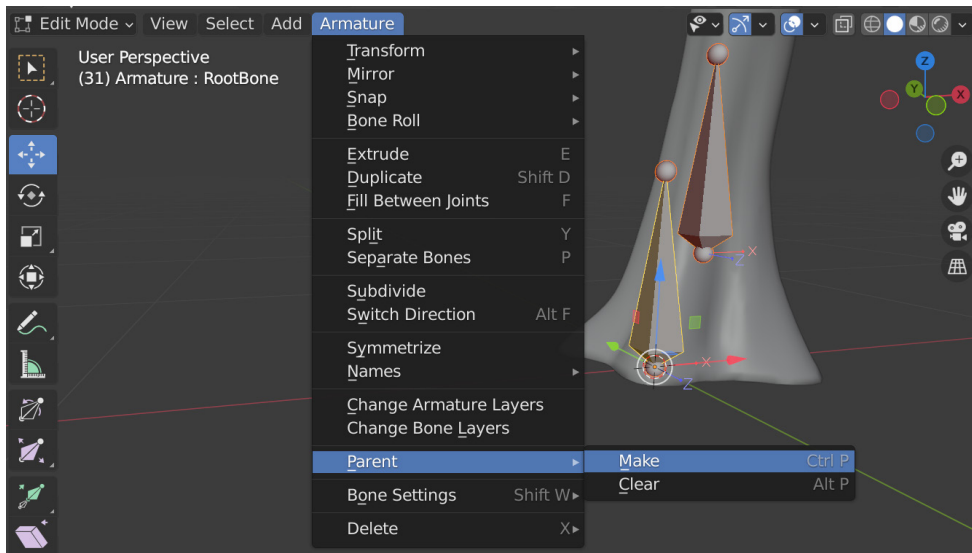 Edit Mode View Select Add Armature
User Perspective
(31) Armature : RootBone
Transform
Mirror
Snap
Bone Roll
Extrude E
Duplicate Shift D
Fill Between Joints F
Split Y
Separate Bones P
Subdivide
Switch Direction Alt F
Symmetrize
Names
Change Armature Layers
Change Bone Layers
Parent
Make Ctrl P
Clear Alt P
Bone Settings Shift W
Delete X
Z
Y
X
X
Z
X
Z